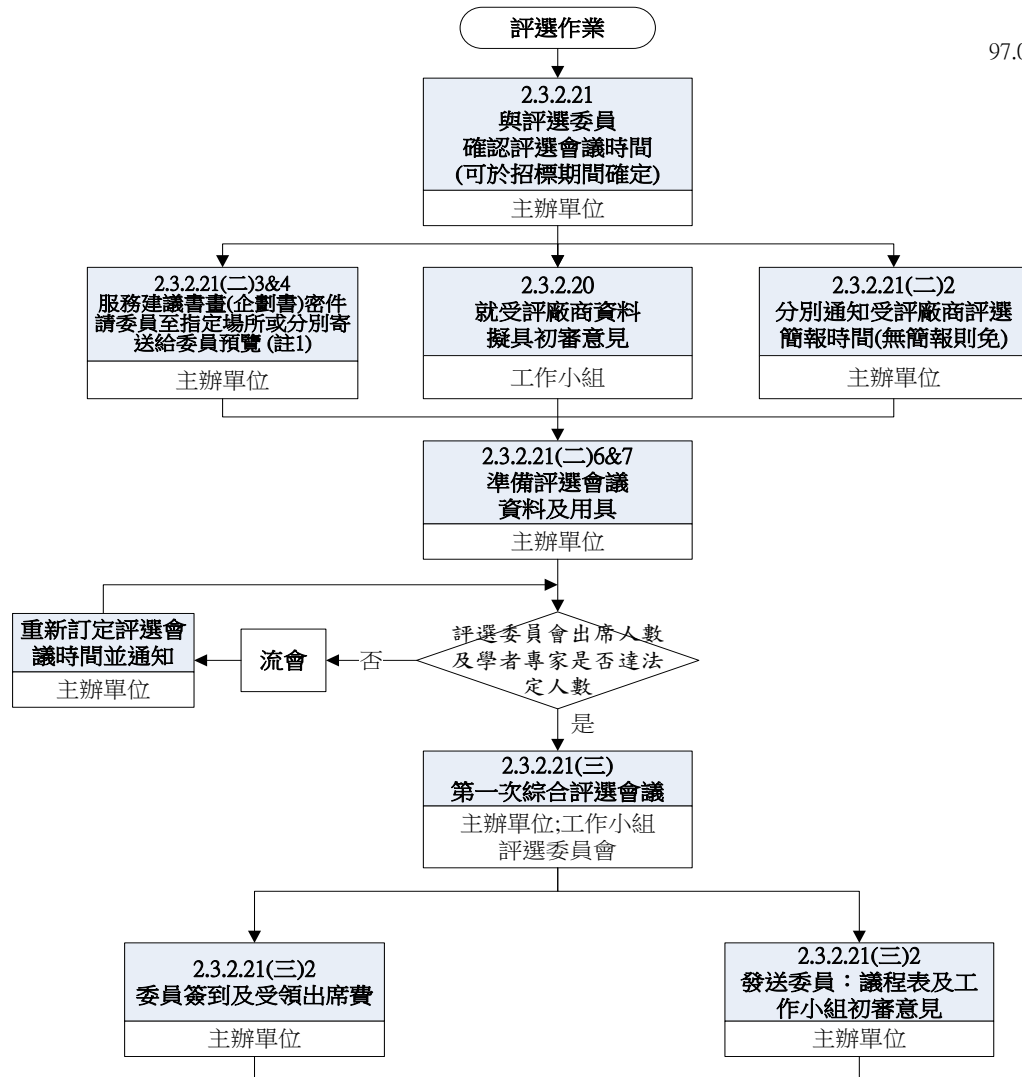 評選作業
97.0
2.3.2.21
與評選委員
確認評選會議時間
(可於招標期間確定)
主辦單位
2.3.2.21(二)3&4
服務建議書畫(企劃書)密件
請委員至指定場所或分別寄
送給委員預覽 (註1)
主辦單位
2.3.2.20
就受評廠商資料
擬具初審意見
工作小組
2.3.2.21(二)2
分別通知受評廠商評選
簡報時間(無簡報則免)
主辦單位
2.3.2.21(二)6&7
準備評選會議
資料及用具
主辦單位
重新訂定評選會
議時間並通知
主辦單位
流會
否
評選委員會出席人數
及學者專家是否達法
定人數
是
2.3.2.21(三)
第一次綜合評選會議
主辦單位;工作小組
評選委員會
2.3.2.21(三)2
委員簽到及受領出席費
主辦單位
2.3.2.21(三)2
發送委員：議程表及工
作小組初審意見
主辦單位